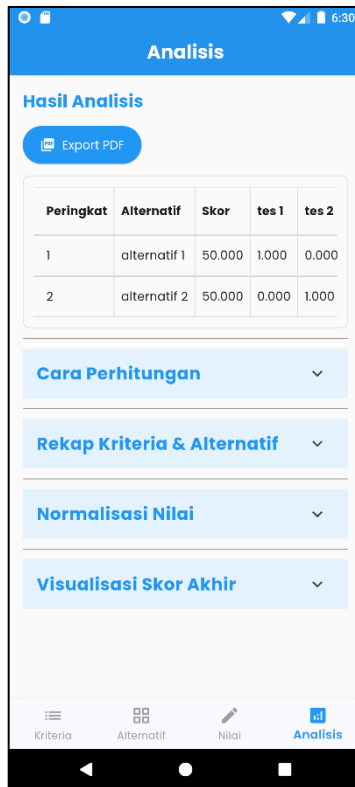 6:30
Analisis
Hasil Analisis
PDF Export PDF
Peringkat Alternatif Skor tes 1 tes 2
1 alternatif 1 50.000 1.000 0.000
2 alternatif 2 50.000 0.000 1.000
Cara Perhitungan
Rekap Kriteria & Alternatif
Normalisasi Nilai
Visualisasi Skor Akhir
Kriteria Alternatif Nilai Analisis